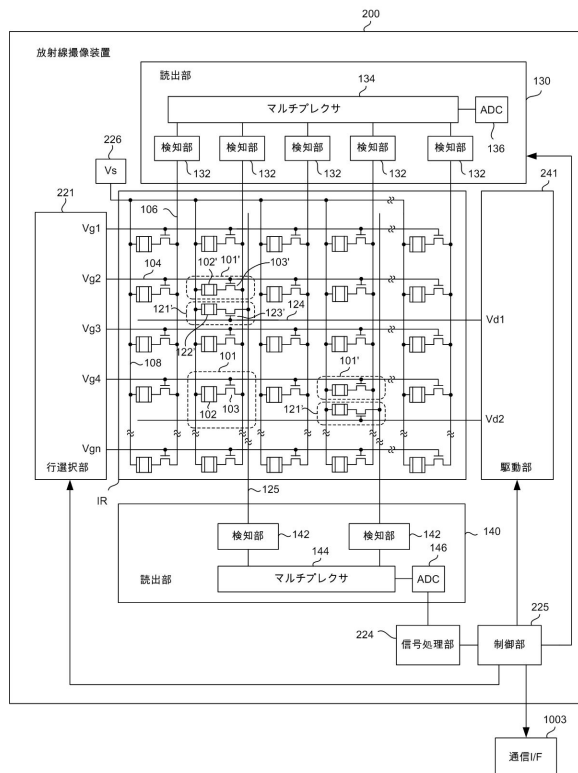 200
放射線撮像装置
読出部
134
マルチプレクサ
ADC
130
136
検知部 検知部 検知部 検知部 検知部
132 132 132 132 132
226
Vs
221
106
241
Vg1
Vg2
104
102' 101' 103'
121'
124
Vd1
Vg3
122' 123'
101
108
101'
Vg4
102 103
121'
Vd2
Vgn
行選択部
駆動部
IR
125
検知部 142
検知部 142
140
144
146
マルチプレクサ
ADC
読出部
224
信号処理部
225
制御部
1003
通信I/F